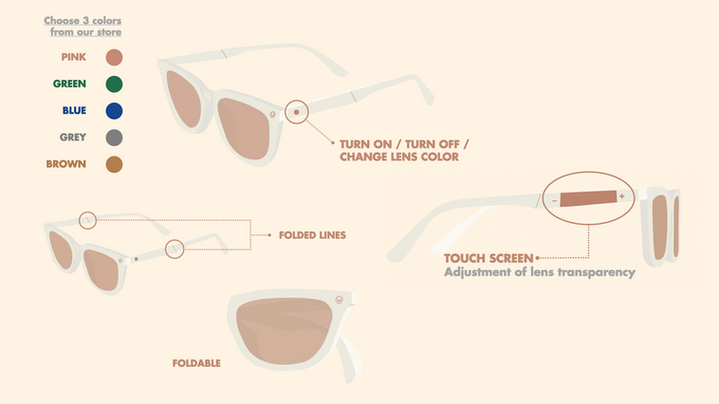 Choose 3 colors
from our store
PINK
GREEN
BLUE
GREY
BROWN
TURN ON / TURN OFF /
CHANGE LENS COLOR
FOLDED LINES
– +
TOUCH SCREEN
Adjustment of lens transparency
FOLDABLE